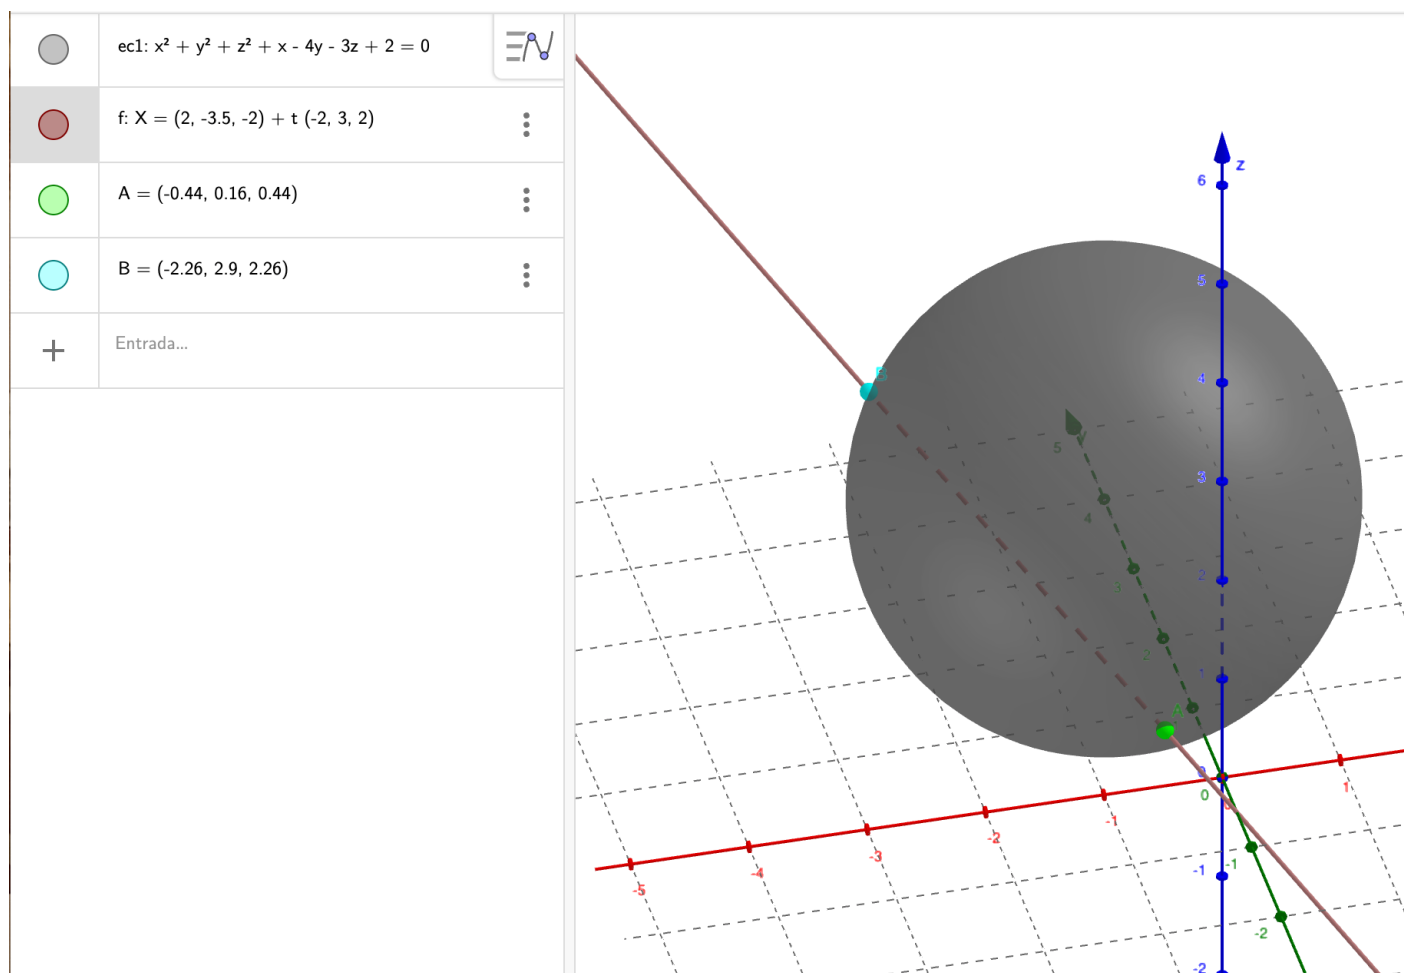 ec1: x² + y² + z² + x - 4y - 3z + 2 = 0
f: X = (2, -3.5, -2) + t (-2, 3, 2)
A = (-0.44, 0.16, 0.44)
B = (-2.26, 2.9, 2.26)
Entrada...
z
6
5
4
3
2
1
0
-1
-2
B
A
y
5
4
3
2
0
-1
-2
-5
-4
-3
-2
-1
0
1